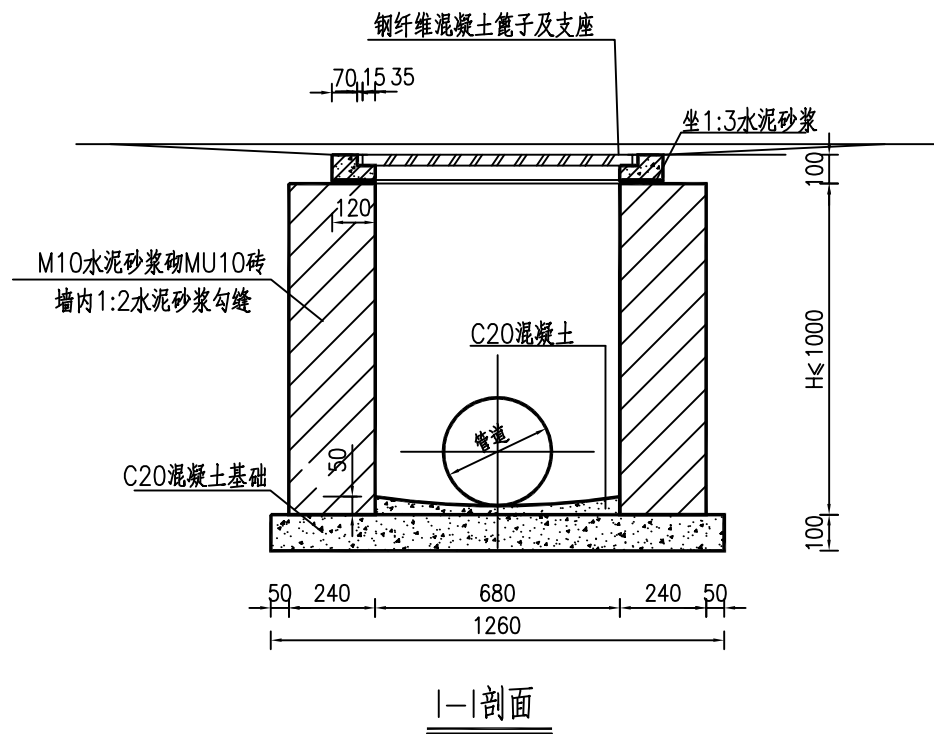 钢纤维混凝土篦子及支座
70 15 35
坐1:3水泥砂浆
100
120
M10水泥砂浆砌MU10砖
墙内1:2水泥砂浆勾缝
H≤1000
C20混凝土
管道
50
C20混凝土基础
100
50 240 680 240 50
1260
1-1剖面